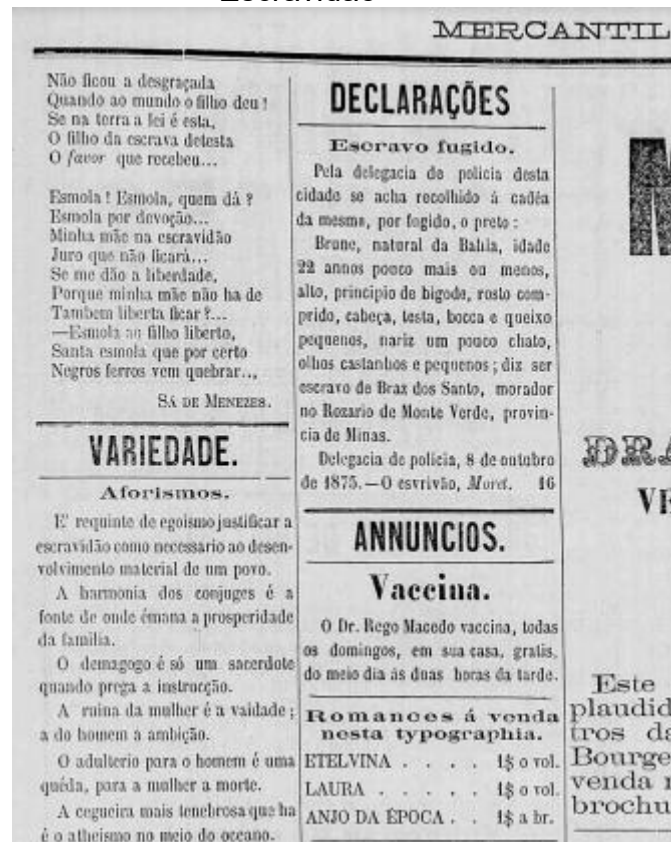 Escravidão
MERCANTIL
Não ficou a desgraçada
Quando ao mundo o filho deu !
Se na terra a lei é esta,
O filho da escrava detesta
O favor que recebeu...
Esmola ! Esmola, quem dá ?
Esmola por devoção...
Minha mãe na escravidão
Juro que não ficará...
Se me dão a liberdade,
Porque minha mãe não ha de
Tambem liberta ficar ?...
—Esmola ao filho liberto,
Santa esmola que por certo
Negros ferros vem quebrar...
SÁ DE MENEZES.
VARIEDADE.
Aforismos.
E' requinte de egoismo justificar a
escravidão como necessario ao desen-
volvimento material de um povo.
A harmonia dos conjuges é a
fonte de onde émana a prosperidade
da familia.
O demagogo é só um sacerdote
quando prega a instrucção.
A ruina da mulher é a vaidade ;
a do homem a ambição.
O adulterio para o homem é uma
quéda, para a mulher a morte.
A cegueira mais tenebrosa que ha
é o atheismo no meio do oceano.
DECLARAÇÕES
Escravo fugido.
Pela delegacia de policia desta
cidade se acha recolhido á cadêa
da mesma, por fugido, o preto :
Brune, natural da Bahia, idade
22 annos pouco mais ou menos,
alto, principio de bigode, rosto com-
prido, cabeça, testa, bocca e queixo
pequenos, nariz um pouco chato,
olhos castanhos e pequenos ; diz ser
escravo de Braz dos Santo, morador
no Rozario de Monte Verde, provin-
cia de Minas.
Delegacia de policia, 8 de outubro
de 1875.—O esvrivão, Moret. 16
ANNUNCIOS.
Vaccina.
O Dr. Rego Macedo vaccina, todas
os domingos, em sua casa, gratis,
do meio dia ás duas horas da tarde.
Romances á venda
nesta typographia.
ETELVINA . . . . 1$ o vol.
LAURA . . . . . 1$ o vol.
ANJO DA ÉPOCA . . 1$ a br.
DRA
VE
Este
plaudid
tros da
Bourge
venda n
brochu